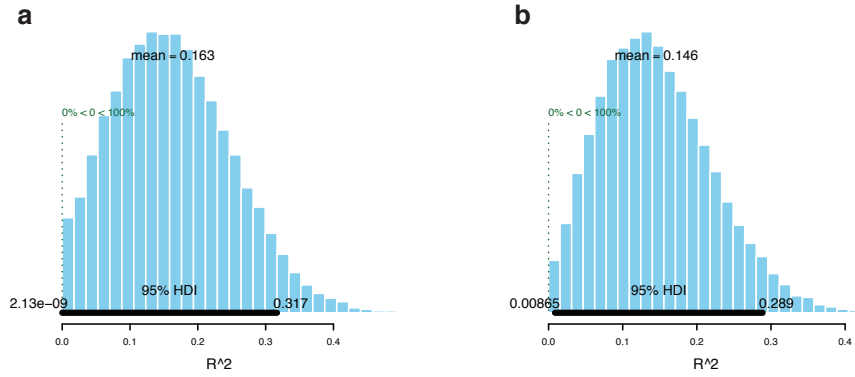 a
mean = 0.163
0% < 0 < 100%
95% HDI
2.13e−09 0.317
0.0 0.1 0.2 0.3 0.4
R^2
b
mean = 0.146
0% < 0 < 100%
95% HDI
0.00865 0.289
0.0 0.1 0.2 0.3 0.4
R^2